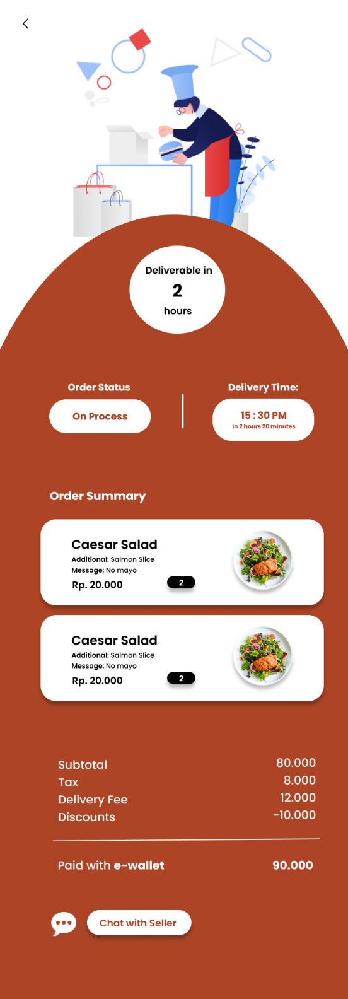 Deliverable in
2
hours
Order Status
On Process
Delivery Time:
15 : 30 PM
in 2 hours 20 minutes
Order Summary
Caesar Salad
Additional: Salmon Slice
Message: No mayo
Rp. 20.000
2
Caesar Salad
Additional: Salmon Slice
Message: No mayo
Rp. 20.000
2
Subtotal 80.000
Tax 8.000
Delivery Fee 12.000
Discounts -10.000
Paid with e-wallet 90.000
Chat with Seller